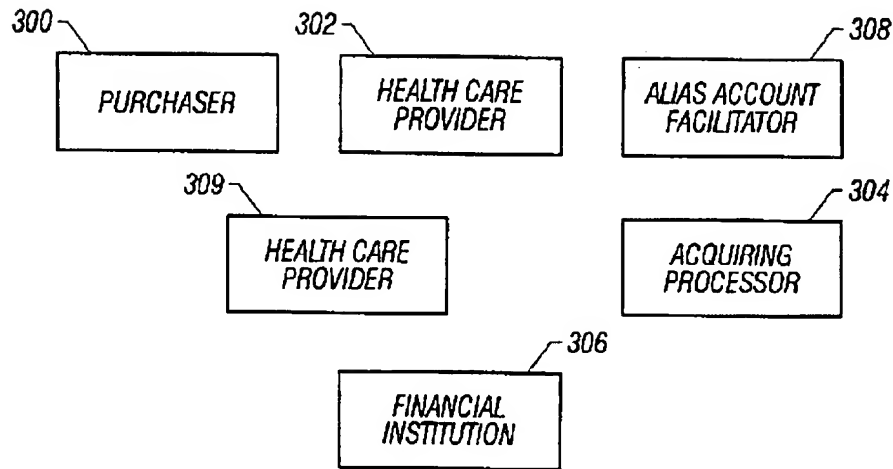 300
302
308
PURCHASER
HEALTH CARE
PROVIDER
ALIAS ACCOUNT
FACILITATOR
309
304
HEALTH CARE
PROVIDER
ACQUIRING
PROCESSOR
306
FINANCIAL
INSTITUTION